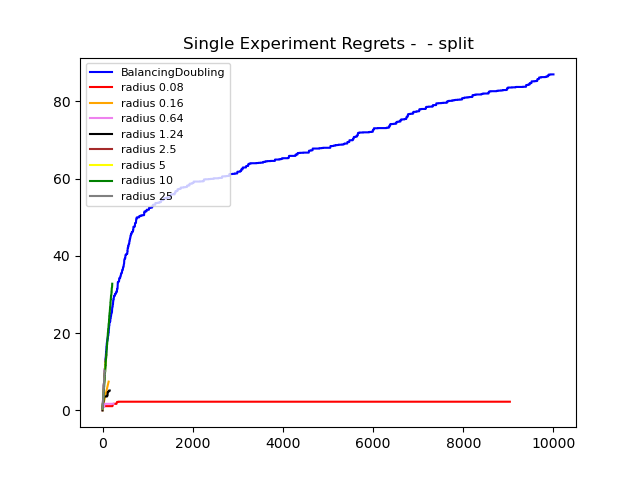 Single Experiment Regrets -  - split
BalancingDoubling
radius 0.08
radius 0.16
radius 0.64
radius 1.24
radius 2.5
radius 5
radius 10
radius 25
80
60
40
20
0
0 2000 4000 6000 8000 10000